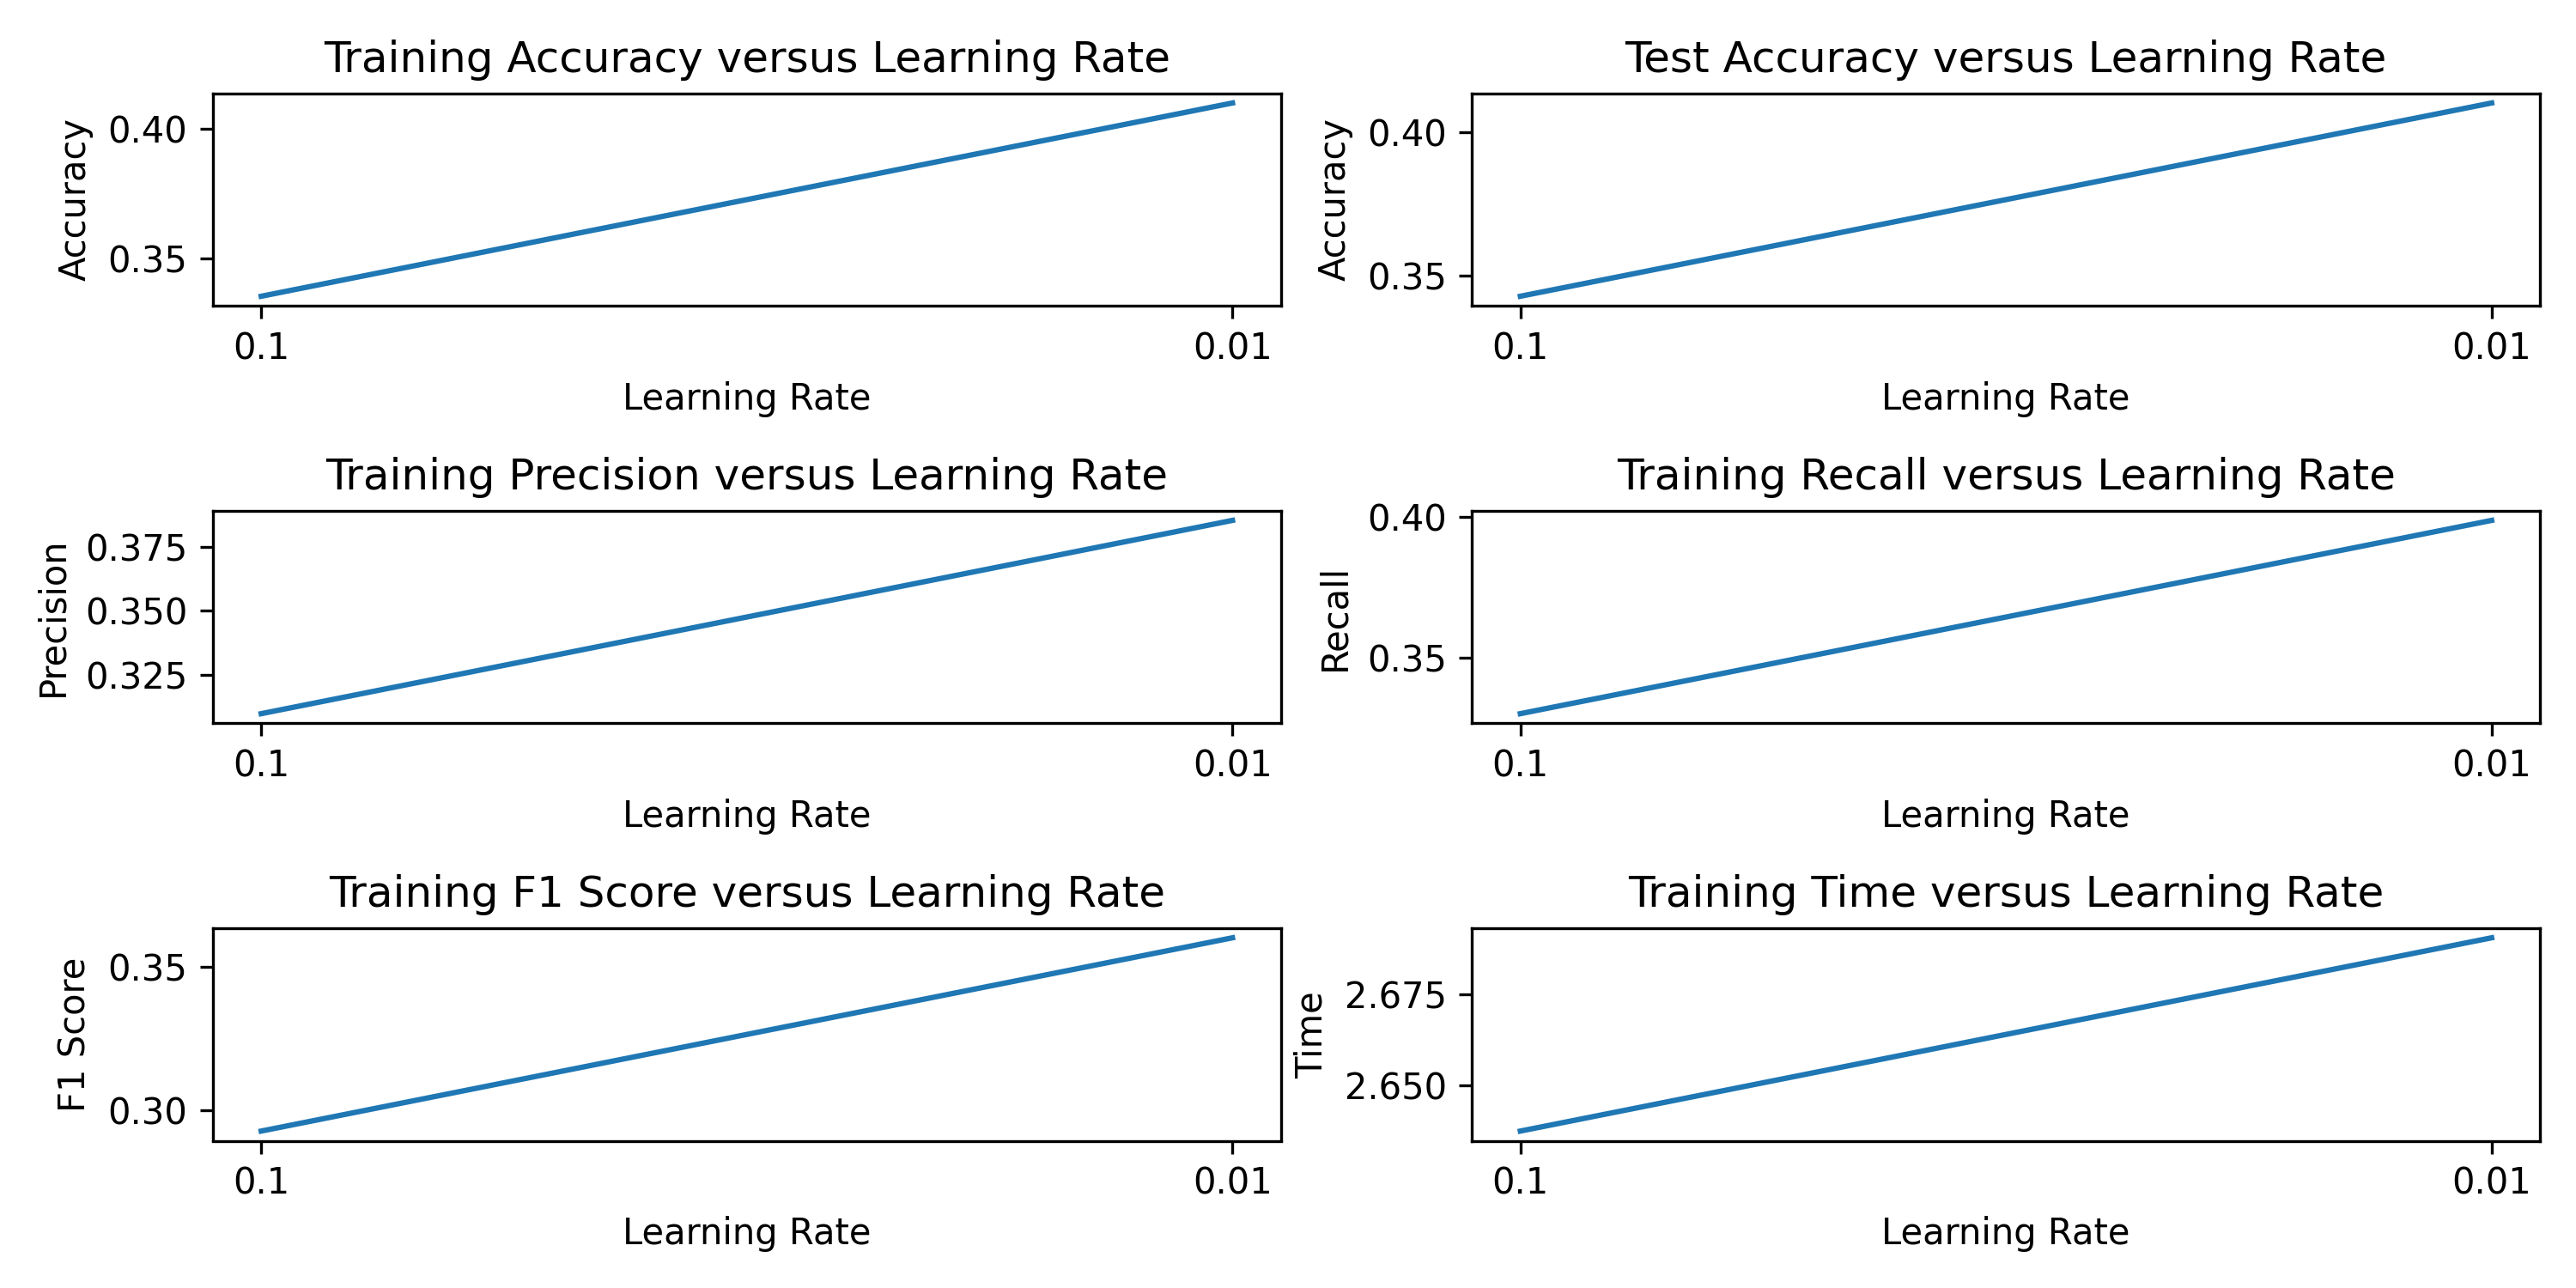 Training Accuracy versus Learning Rate
Accuracy
0.40
0.35
0.1 0.01
Learning Rate
Test Accuracy versus Learning Rate
Accuracy
0.40
0.35
0.1 0.01
Learning Rate
Training Precision versus Learning Rate
Precision
0.375
0.350
0.325
0.1 0.01
Learning Rate
Training Recall versus Learning Rate
Recall
0.40
0.35
0.1 0.01
Learning Rate
Training F1 Score versus Learning Rate
F1 Score
0.35
0.30
0.1 0.01
Learning Rate
Training Time versus Learning Rate
Time
2.675
2.650
0.1 0.01
Learning Rate